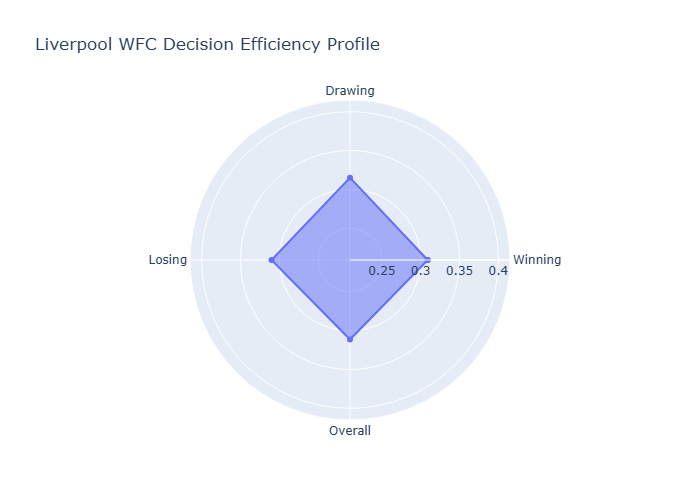 Liverpool WFC Decision Efficiency Profile
Drawing
Losing
Winning
0.25 0.3 0.35 0.4
Overall